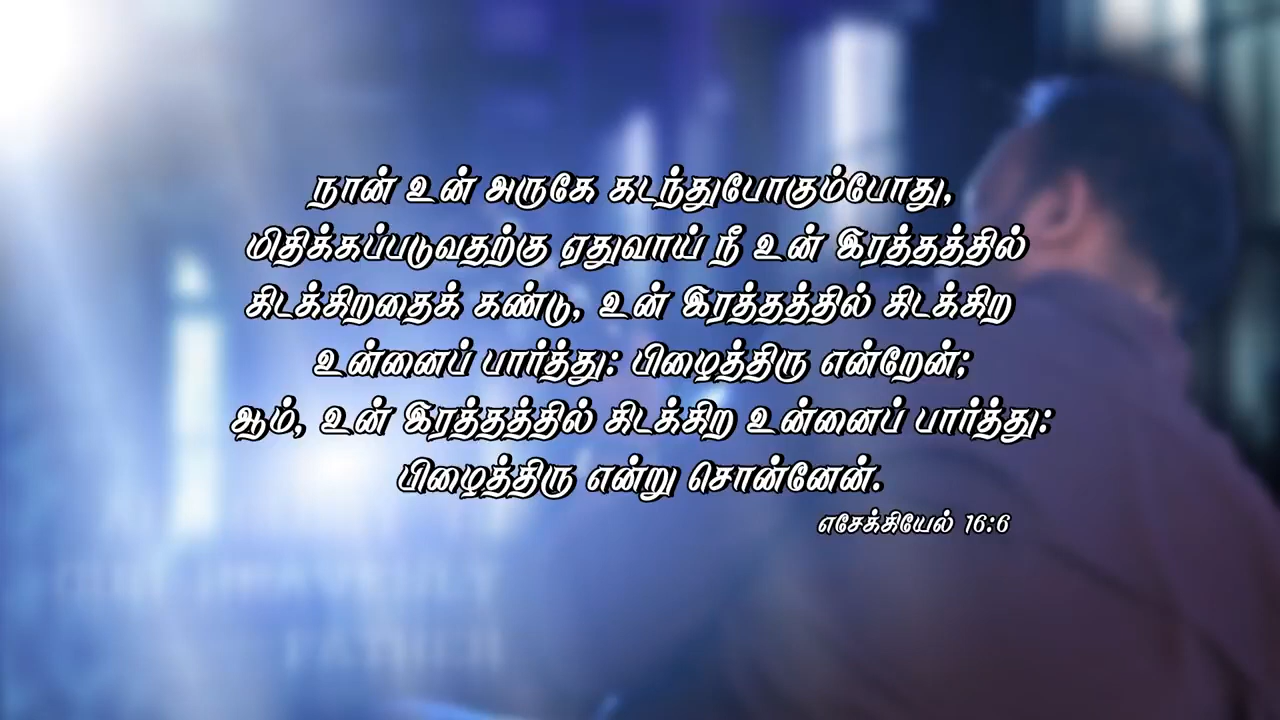 நான் உன் அருகே கடந்துபோகும்போது,
மிதிக்கப்படுவதற்கு ஏதுவாய் நீ உன் இரத்தத்தில்
கிடக்கிறதைக் கண்டு, உன் இரத்தத்தில் கிடக்கிற
உன்னைப் பார்த்து: பிழைத்திரு என்றேன்;
ஆம், உன் இரத்தத்தில் கிடக்கிற உன்னைப் பார்த்து:
பிழைத்திரு என்று சொன்னேன்.
எசேக்கியேல் 16:6